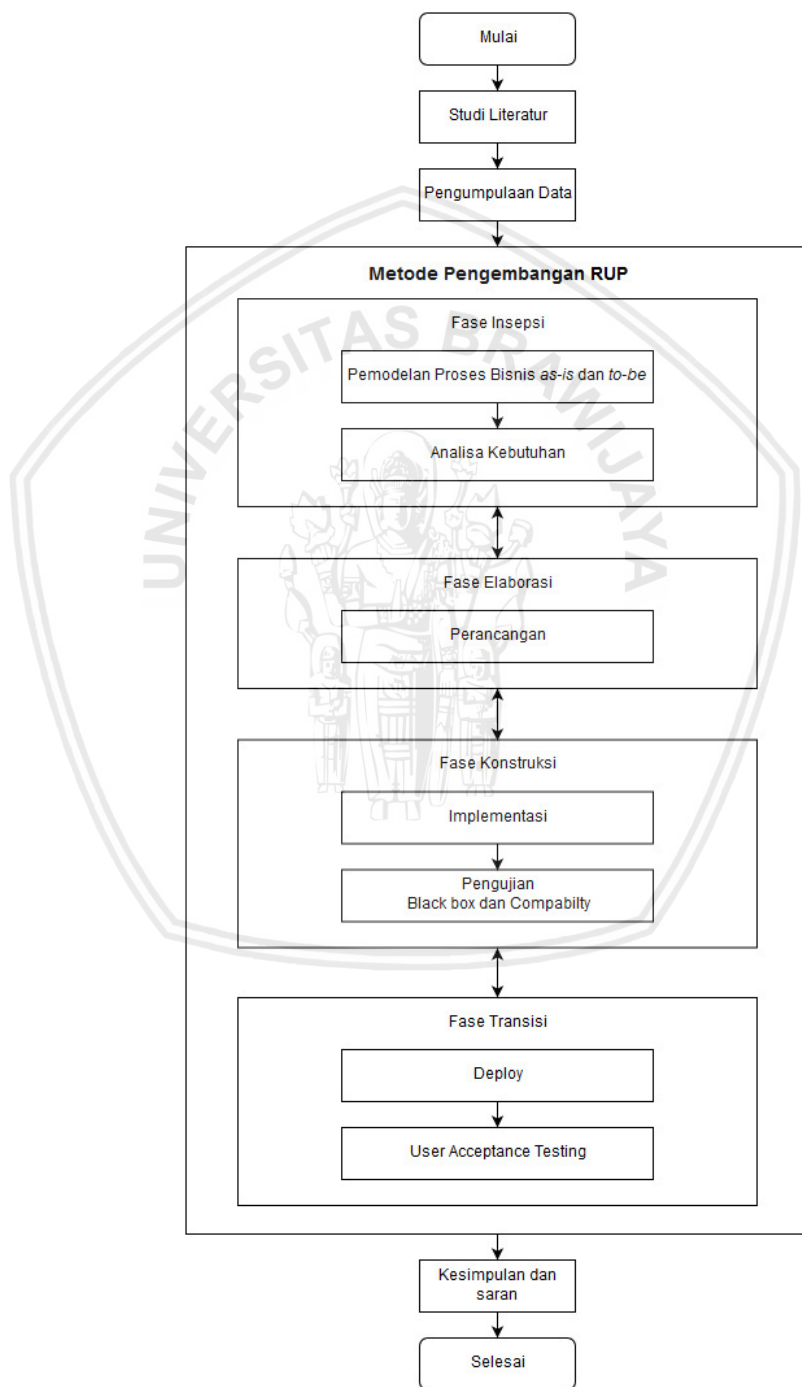 Mulai
Studi Literatur
Pengumpulaan Data
Metode Pengembangan RUP
Fase Insepsi
Pemodelan Proses Bisnis as-is dan to-be
Analisa Kebutuhan
UNIVERSITAS BRAWIJAYA
Fase Elaborasi
Perancangan
Fase Konstruksi
Implementasi
Pengujian
Black box dan Compabilty
Fase Transisi
Deploy
User Acceptance Testing
Kesimpulan dan
saran
Selesai